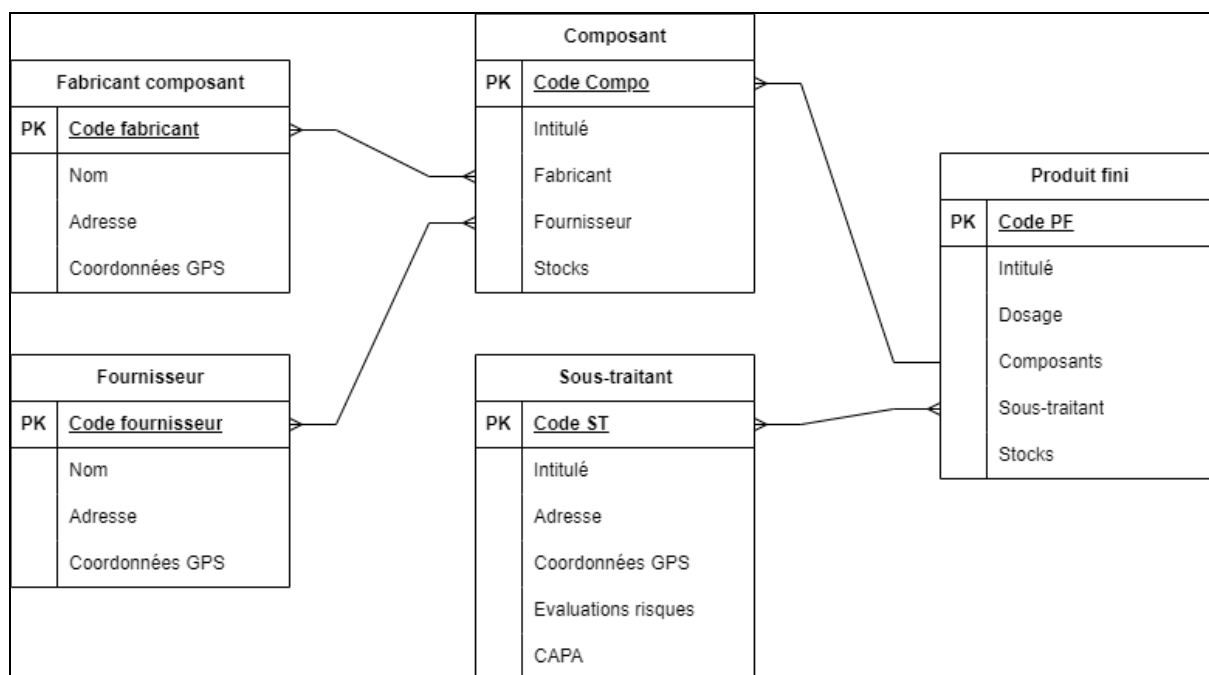 Fabricant composant
PK Code fabricant
Nom
Adresse
Coordonnées GPS
Fournisseur
PK Code fournisseur
Nom
Adresse
Coordonnées GPS
Composant
PK Code Compo
Intitulé
Fabricant
Fournisseur
Stocks
Sous-traitant
PK Code ST
Intitulé
Adresse
Coordonnées GPS
Evaluations risques
CAPA
Produit fini
PK Code PF
Intitulé
Dosage
Composants
Sous-traitant
Stocks